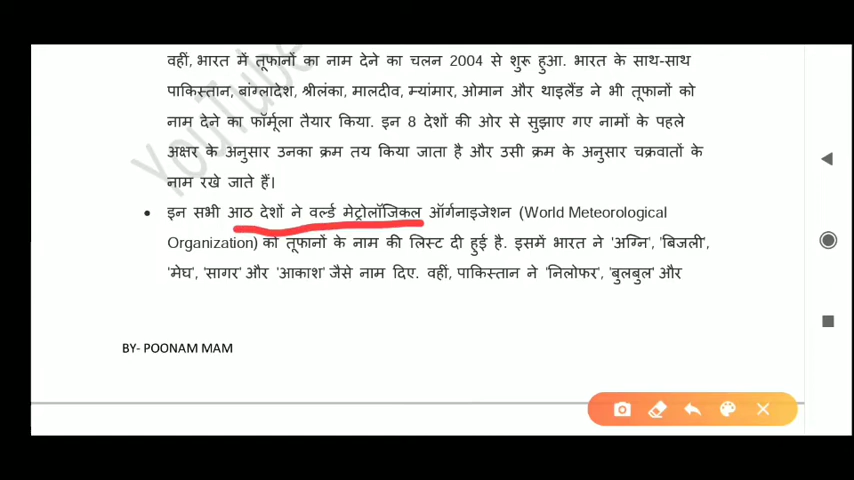 वहीं, भारत में तूफानों का नाम देने का चलन 2004 से शुरू हुआ. भारत के साथ-साथ
पाकिस्तान, बांग्लादेश, श्रीलंका, मालदीव, म्यांमार, ओमान और थाइलैंड ने भी तूफानों को
नाम देने का फॉर्मूला तैयार किया. इन 8 देशों की ओर से सुझाए गए नामों के पहले
अक्षर के अनुसार उनका क्रम तय किया जाता है और उसी क्रम के अनुसार चक्रवातों के
नाम रखे जाते हैं।
• इन सभी आठ देशों ने वर्ल्ड मेट्रोलॉजिकल ऑर्गनाइजेशन (World Meteorological
Organization) को तूफानों के नाम की लिस्ट दी हुई है. इसमें भारत ने 'अग्नि', 'बिजली',
'मेघ', 'सागर' और 'आकाश' जैसे नाम दिए. वहीं, पाकिस्तान ने 'निलोफर', 'बुलबुल' और
BY- POONAM MAM
YouTube